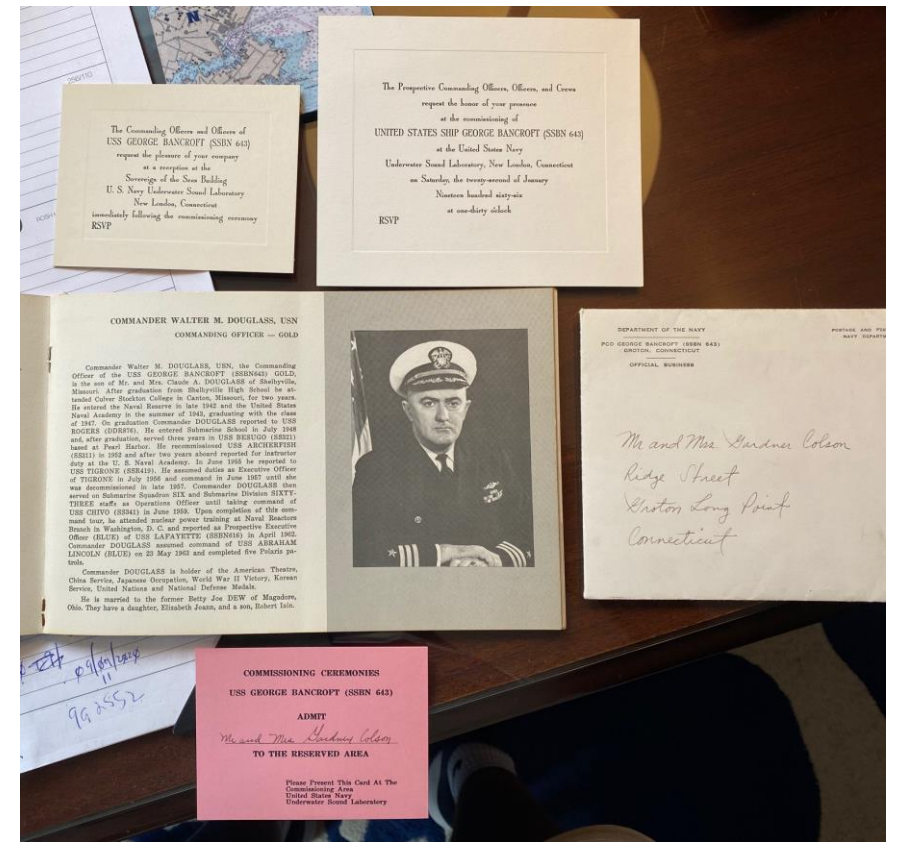 N
296/110
The Commanding Officers and Officers of
USS GEORGE BANCROFT (SSBN 643)
request the pleasure of your company
at a reception at the
Sovereign of the Seas Building
U. S. Navy Underwater Sound Laboratory
New London, Connecticut
immediately following the commissioning ceremony
RSVP
The Prospective Commanding Officers, Officers, and Crews
request the honor of your presence
at the commissioning of
UNITED STATES SHIP GEORGE BANCROFT (SSBN 643)
at the United States Navy
Underwater Sound Laboratory, New London, Connecticut
on Saturday, the twenty-second of January
Nineteen hundred sixty-six
at one-thirty o'clock
RSVP
COMMANDER WALTER M. DOUGLASS, USN
COMMANDING OFFICER — GOLD
Commander Walter M. DOUGLASS, USN, the Commanding
Officer of the USS GEORGE BANCROFT (SSBN643) GOLD,
is the son of Mr. and Mrs. Claude A. DOUGLASS of Shelbyville,
Missouri. After graduation from Shelbyville High School he at-
tended Culver Stockton College in Canton, Missouri, for two years.
He entered the Naval Reserve in late 1942 and the United States
Naval Academy in the summer of 1943, graduating with the class
of 1947. On graduation Commander DOUGLASS reported to USS
ROGERS (DDR876). He entered Submarine School in July 1948
and, after graduation, served three years in USS BESUGO (SS321)
based at Pearl Harbor. He recommissioned USS ARCHERFISH
(SS311) in 1952 and after two years aboard reported for instructor
duty at the U. S. Naval Academy. In June 1955 he reported to
USS TIGRONE (SSR419). He assumed duties as Executive Officer
of TIGRONE in July 1956 and command in June 1957 until she
was decommissioned in late 1957. Commander DOUGLASS then
served on Submarine Squadron SIX and Submarine Division SIXTY-
THREE staffs as Operations Officer until taking command of
USS CHIVO (SS341) in June 1959. Upon completion of this com-
mand tour, he attended nuclear power training at Naval Reactors
Branch in Washington, D. C. and reported as Prospective Executive
Officer (BLUE) of USS LAFAYETTE (SSBN616) in April 1962.
Commander DOUGLASS assumed command of USS ABRAHAM
LINCOLN (BLUE) on 23 May 1963 and completed five Polaris pa-
trols.
Commander DOUGLASS is holder of the American Theatre,
China Service, Japanese Occupation, World War II Victory, Korean
Service, United Nations and National Defense Medals.
He is married to the former Betty Joe DEW of Magadore,
Ohio. They have a daughter, Elizabeth Joann, and a son, Robert Iain.
DEPARTMENT OF THE NAVY
PCO GEORGE BANCROFT (SSBN 643)
GROTON, CONNECTICUT
OFFICIAL BUSINESS
POSTAGE AND
NAVY
Mr and Mrs Gardner Colson
Ridge Street
Groton Long Point
Connecticut
COMMISSIONING CEREMONIES
USS GEORGE BANCROFT (SSBN 643)
ADMIT
Mr and Mrs Gardner Colson
TO THE RESERVED AREA
Please Present This Card At The
Commissioning Area
United States Navy
Underwater Sound Laboratory